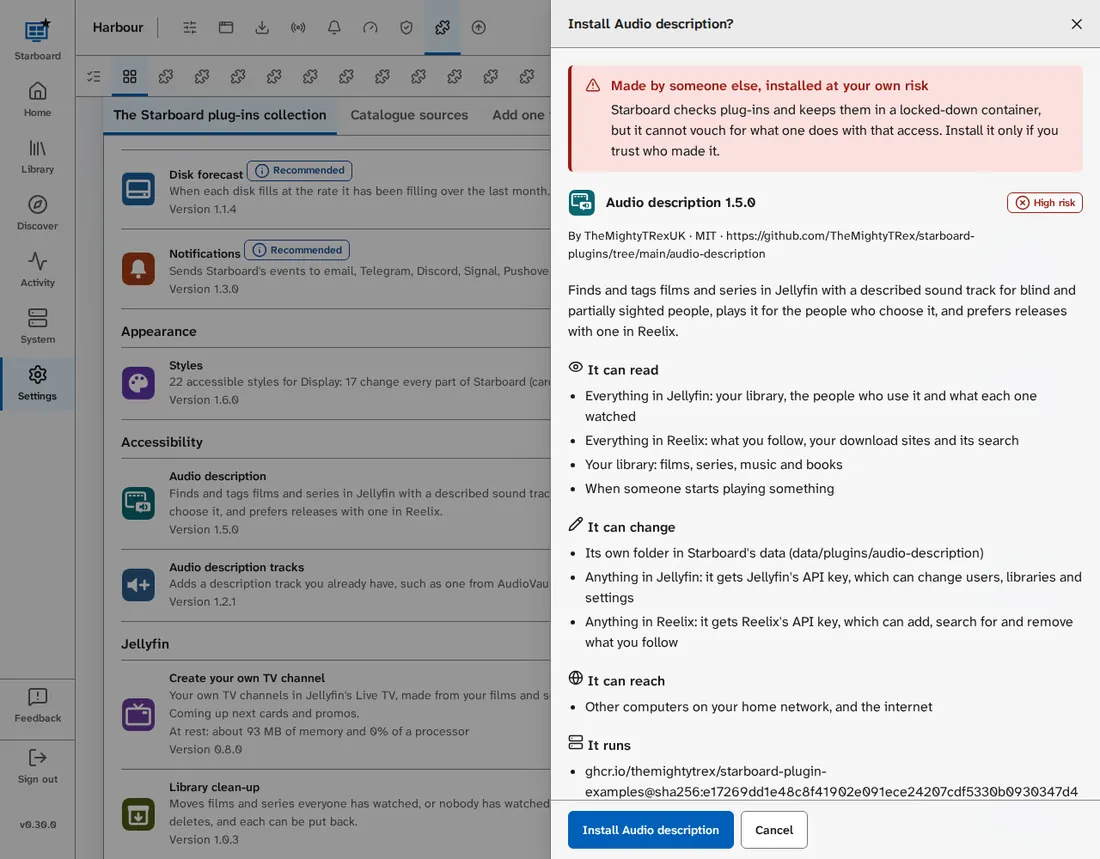 Starboard
Home
Library
Discover
Activity
System
Settings
Feedback
Sign out
v0.30.0
Harbour
The Starboard plug-ins collection
Catalogue sources
Add one
Disk forecast
Recommended
When each disk fills at the rate it has been filling over the last month.
Version 1.1.4
Notifications
Recommended
Sends Starboard's events to email, Telegram, Discord, Signal, Pushove
Version 1.3.0
Appearance
Styles
22 accessible styles for Display: 17 change every part of Starboard (car
Version 1.6.0
Accessibility
Audio description
Finds and tags films and series in Jellyfin with a described sound trac
choose it, and prefers releases with one in Reelix.
Version 1.5.0
Audio description tracks
Adds a description track you already have, such as one from AudioVau
Version 1.2.1
Jellyfin
Create your own TV channel
Your own TV channels in Jellyfin's Live TV, made from your films and s
Coming up next cards and promos.
At rest: about 93 MB of memory and 0% of a processor
Version 0.8.0
Library clean-up
Moves films and series everyone has watched, or nobody has watched
deletes, and each can be put back.
Version 1.0.3
Install Audio description?
Made by someone else, installed at your own risk
Starboard checks plug-ins and keeps them in a locked-down container,
but it cannot vouch for what one does with that access. Install it only if you
trust who made it.
Audio description 1.5.0
High risk
By TheMightyTRexUK · MIT · https://github.com/TheMightyTRex/starboard-
plugins/tree/main/audio-description
Finds and tags films and series in Jellyfin with a described sound track for blind and
partially sighted people, plays it for the people who choose it, and prefers releases
with one in Reelix.
It can read
• Everything in Jellyfin: your library, the people who use it and what each one
watched
• Everything in Reelix: what you follow, your download sites and its search
• Your library: films, series, music and books
• When someone starts playing something
It can change
• Its own folder in Starboard's data (data/plugins/audio-description)
• Anything in Jellyfin: it gets Jellyfin's API key, which can change users, libraries and
settings
• Anything in Reelix: it gets Reelix's API key, which can add, search for and remove
what you follow
It can reach
• Other computers on your home network, and the internet
It runs
• ghcr.io/themightytrex/starboard-plugin-
examples@sha256:e17269dd1e48c8f41902e091ece24207cdf5330b0930347d4
Install Audio description
Cancel